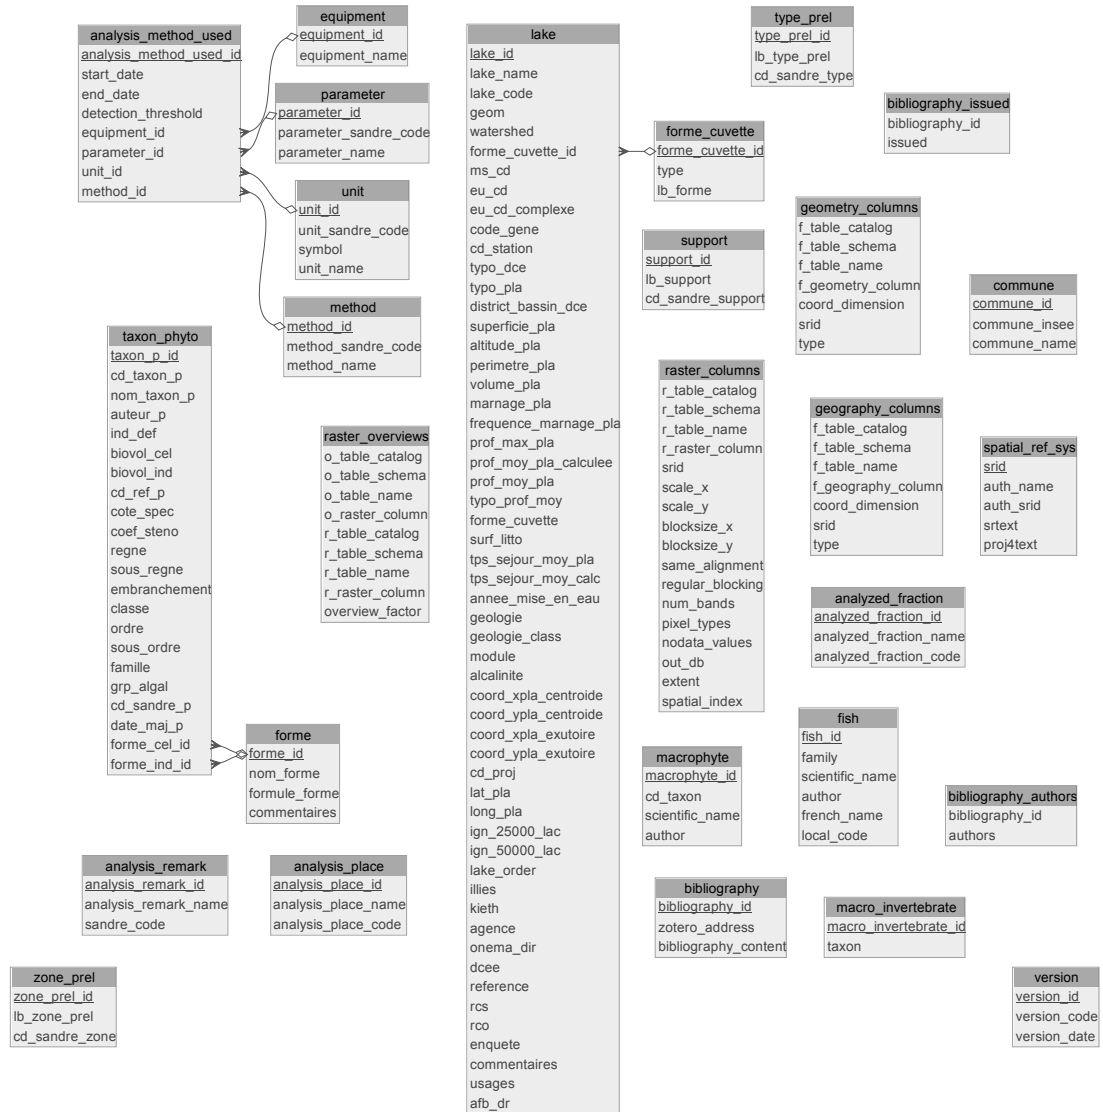 analysis_method_used
analysis_method_used_id
start_date
end_date
detection_threshold
equipment_id
parameter_id
unit_id
method_id
equipment
equipment_id
equipment_name
parameter
parameter_id
parameter_sandre_code
parameter_name
unit
unit_id
unit_sandre_code
symbol
unit_name
method
method_id
method_sandre_code
method_name
taxon_phyto
taxon_p_id
cd_taxon_p
nom_taxon_p
auteur_p
ind_def
biovol_cel
biovol_ind
cd_ref_p
cote_spec
coef_steno
regne
sous_regne
embranchement
classe
ordre
sous_ordre
famille
grp_algal
cd_sandre_p
date_maj_p
forme_cel_id
forme_ind_id
raster_overviews
o_table_catalog
o_table_schema
o_table_name
o_raster_column
r_table_catalog
r_table_schema
r_table_name
r_raster_column
overview_factor
forme
forme_id
nom_forme
formule_forme
commentaires
analysis_remark
analysis_remark_id
analysis_remark_name
sandre_code
analysis_place
analysis_place_id
analysis_place_name
analysis_place_code
zone_prel
zone_prel_id
lb_zone_prel
cd_sandre_zone
lake
lake_id
lake_name
lake_code
geom
watershed
forme_cuvette_id
ms_cd
eu_cd
eu_cd_complexe
code_gene
cd_station
typo_dce
typo_pla
district_bassin_dce
superficie_pla
altitude_pla
perimetre_pla
volume_pla
marnage_pla
frequence_marnage_pla
prof_max_pla
prof_moy_pla_calculee
prof_moy_pla
typo_prof_moy
forme_cuvette
surf_litto
tps_sejour_moy_pla
tps_sejour_moy_calc
annee_mise_en_eau
geologie
geologie_class
module
alcalinite
coord_xpla_centroide
coord_ypla_centroide
coord_xpla_exutoire
coord_ypla_exutoire
cd_proj
lat_pla
long_pla
ign_25000_lac
ign_50000_lac
lake_order
illies
kieth
agence
onema_dir
dcee
reference
rcs
rco
enquete
commentaires
usages
afb_dr
type_prel
type_prel_id
lb_type_prel
cd_sandre_type
bibliography_issued
bibliography_id
issued
forme_cuvette
forme_cuvette_id
type
lb_forme
support
support_id
lb_support
cd_sandre_support
geometry_columns
f_table_catalog
f_table_schema
f_table_name
f_geometry_column
coord_dimension
srid
type
commune
commune_id
commune_insee
commune_name
raster_columns
r_table_catalog
r_table_schema
r_table_name
r_raster_column
srid
scale_x
scale_y
blocksize_x
blocksize_y
same_alignment
regular_blocking
num_bands
pixel_types
nodata_values
out_db
extent
spatial_index
geography_columns
f_table_catalog
f_table_schema
f_table_name
f_geography_column
coord_dimension
srid
type
spatial_ref_sys
srid
auth_name
auth_srid
srtext
proj4text
analyzed_fraction
analyzed_fraction_id
analyzed_fraction_name
analyzed_fraction_code
fish
fish_id
family
scientific_name
author
french_name
local_code
macrophyte
macrophyte_id
cd_taxon
scientific_name
author
bibliography_authors
bibliography_id
authors
bibliography
bibliography_id
zotero_address
bibliography_content
macro_invertebrate
macro_invertebrate_id
taxon
version
version_id
version_code
version_date